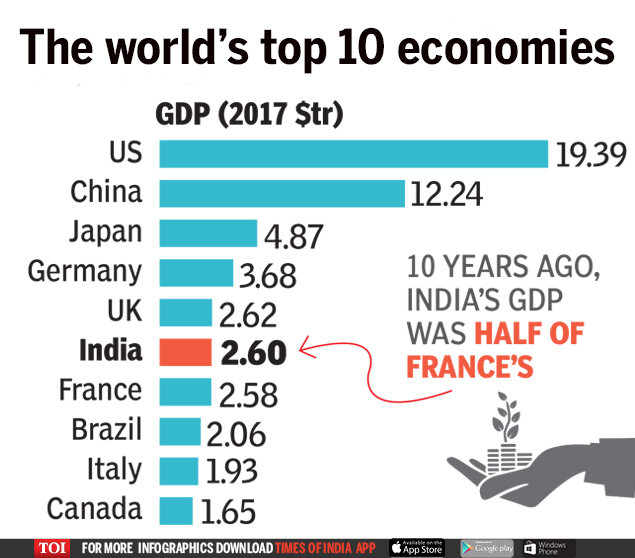 The world's top 10 economies
GDP (2017 $tr)
US 19.39
China 12.24
Japan 4.87
Germany 3.68
UK 2.62
India 2.60
France 2.58
Brazil 2.06
Italy 1.93
Canada 1.65
10 YEARS AGO,
INDIA'S GDP
WAS HALF OF
FRANCE'S
TOI FOR MORE INFOGRAPHICS DOWNLOAD TIMES OF INDIA APP
Available on the
App Store
Google play
Windows
Phone